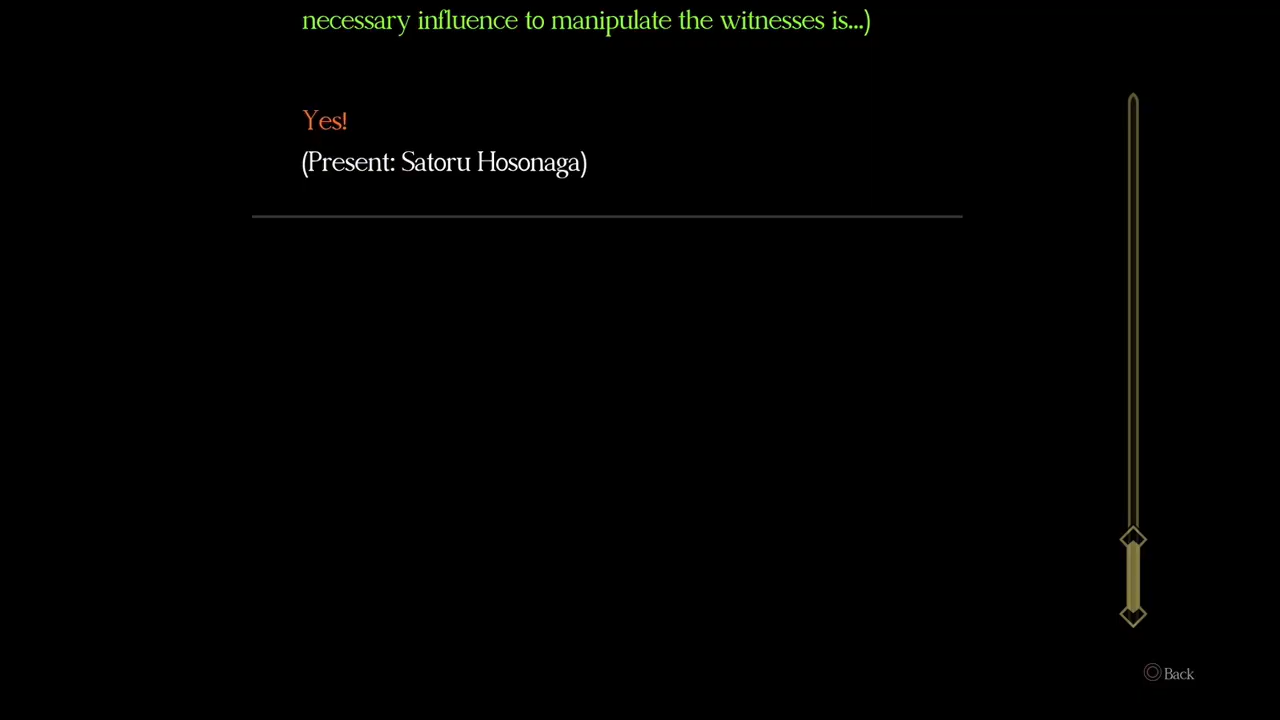 necessary influence to manipulate the witnesses is...)
Yes!
(Present: Satoru Hosonaga)
Back